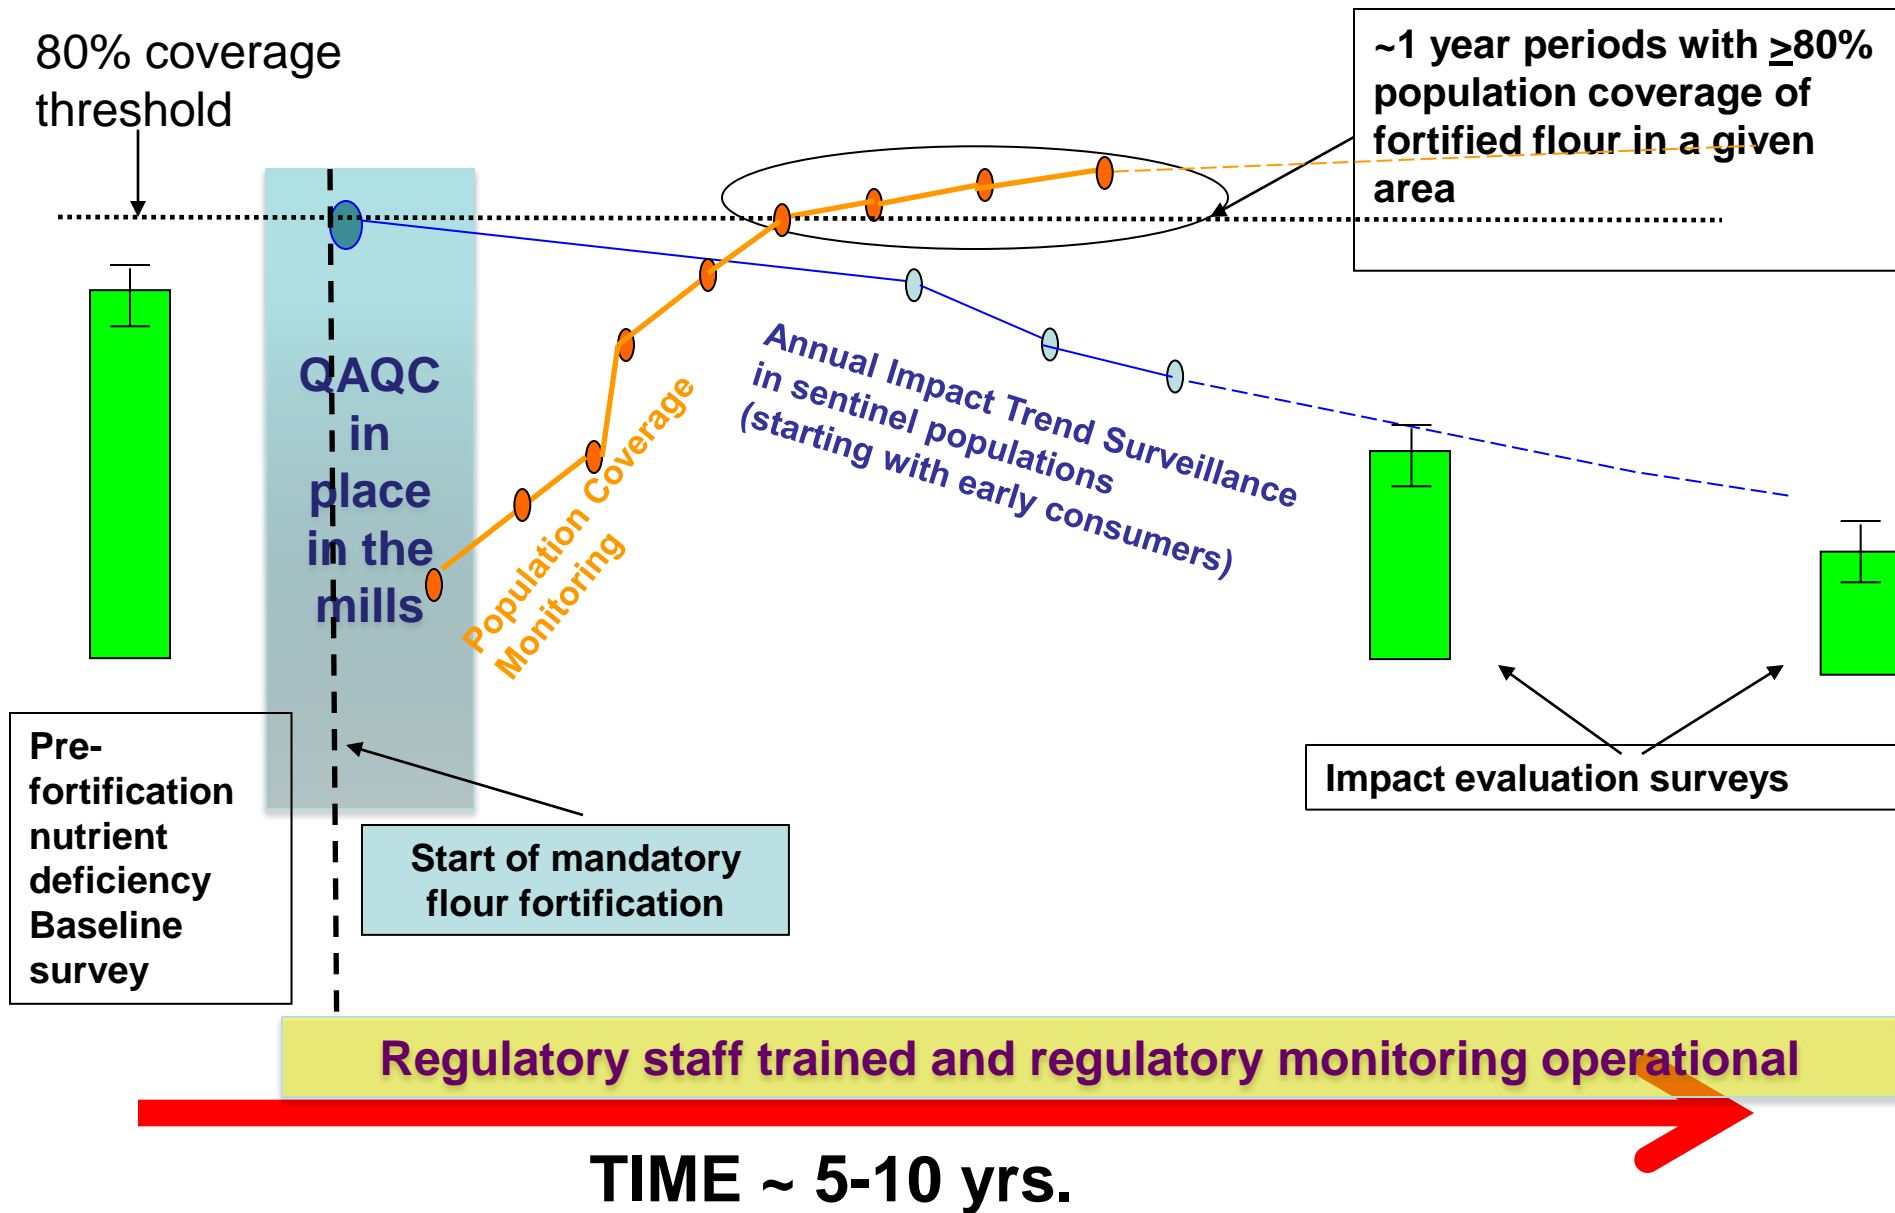 80% coverage
threshold
~1 year periods with ≥80%
population coverage of
fortified flour in a given
area
QAQC
in
place
in the
mills
Population Coverage
Monitoring
Annual Impact Trend Surveillance
in sentinel populations
(starting with early consumers)
Pre-
fortification
nutrient
deficiency
Baseline
survey
Start of mandatory
flour fortification
Impact evaluation surveys
Regulatory staff trained and regulatory monitoring operational
TIME ~ 5-10 yrs.